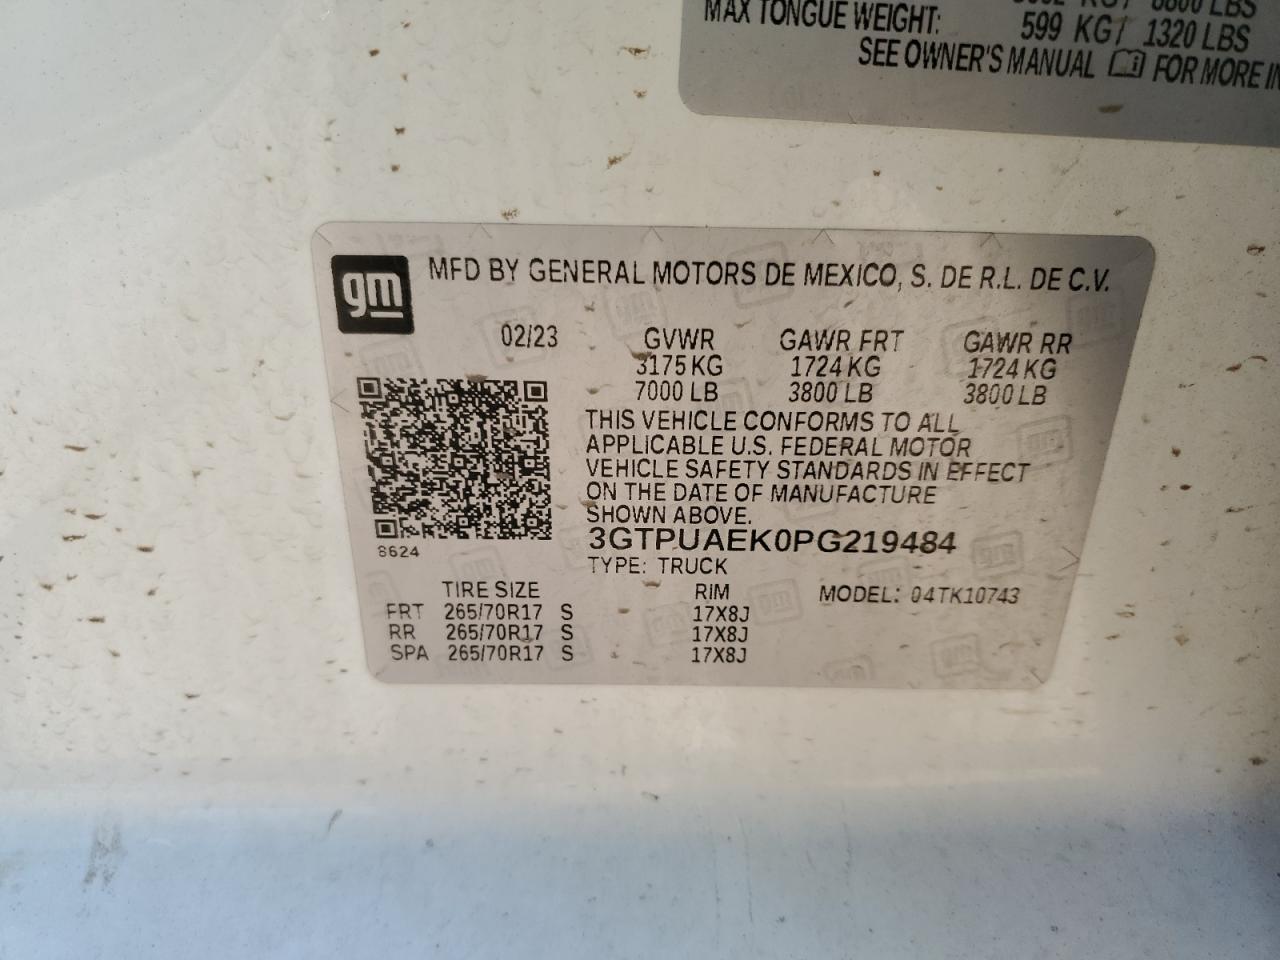 MAX TONGUE WEIGHT: 599 KG / 1320 LBS
SEE OWNER'S MANUAL FOR MORE
gm
MFD BY GENERAL MOTORS DE MEXICO, S. DE R.L. DE C.V.
02/23 GVWR GAWR FRT GAWR RR
3175 KG 1724 KG 1724 KG
7000 LB 3800 LB 3800 LB
THIS VEHICLE CONFORMS TO ALL
APPLICABLE U.S. FEDERAL MOTOR
VEHICLE SAFETY STANDARDS IN EFFECT
ON THE DATE OF MANUFACTURE
SHOWN ABOVE.
3GTPUAEK0PG219484
8624
TYPE: TRUCK
TIRE SIZE RIM MODEL: 04TK10743
FRT 265/70R17 S 17X8J
RR 265/70R17 S 17X8J
SPA 265/70R17 S 17X8J